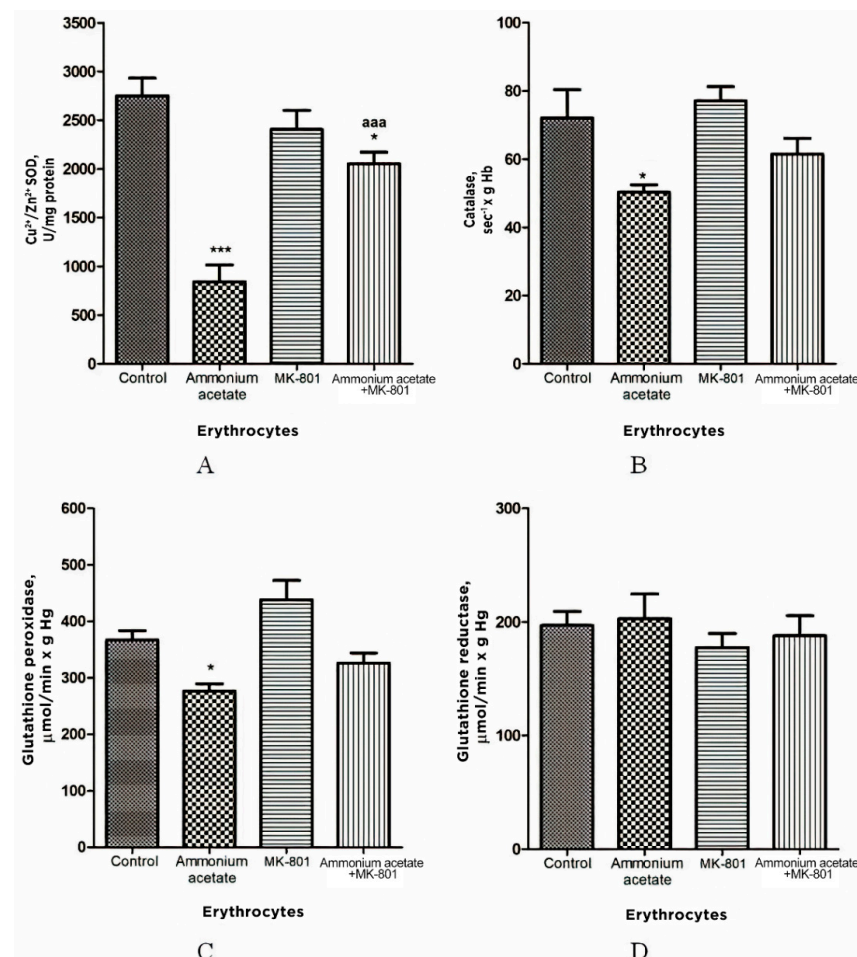 3500
3000
2500
2000
1500
1000
500
0
Cu²⁺/Zn²⁺ SOD,
U/mg protein
***
aaa
*
Control
Ammonium
acetate
MK-801
Ammonium acetate
+MK-801
Erythrocytes
A
100
80
60
40
20
0
Catalase,
sec⁻¹ x g Hb
*
Control
Ammonium
acetate
MK-801
Ammonium acetate
+MK-801
Erythrocytes
B
600
500
400
300
200
100
0
Glutathione peroxidase,
μmol/min x g Hg
*
Control
Ammonium
acetate
MK-801
Ammonium acetate
+MK-801
Erythrocytes
C
300
200
100
0
Glutathione reductase,
μmol/min x g Hg
Control
Ammonium
acetate
MK-801
Ammonium acetate
+MK-801
Erythrocytes
D